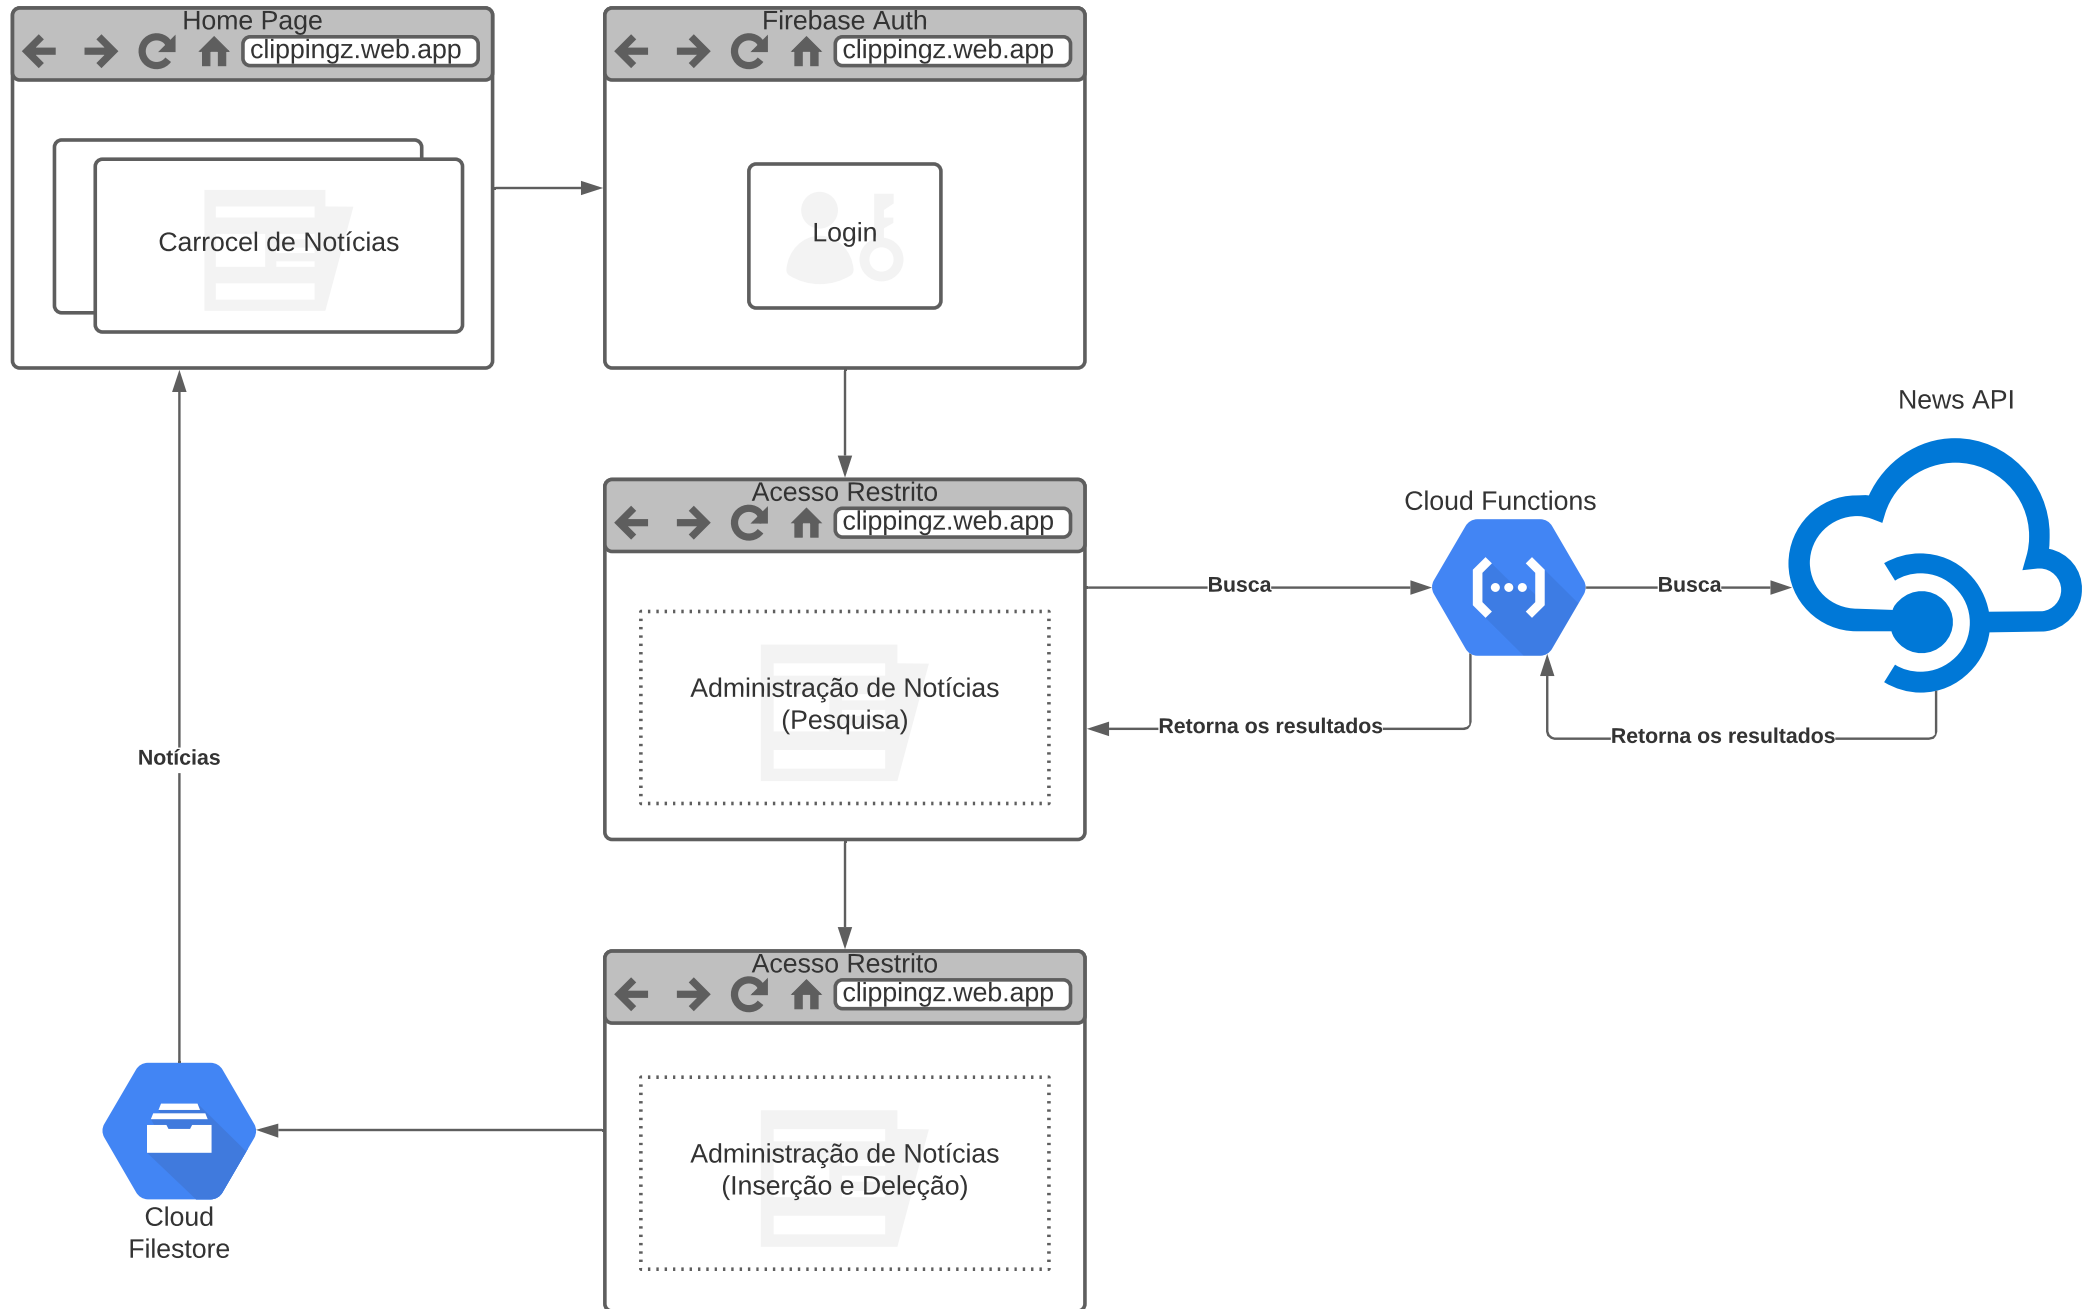 Home Page
clippingz.web.app
Carrocel de Notícias
Firebase Auth
clippingz.web.app
Login
Acesso Restrito
clippingz.web.app
Administração de Notícias
(Pesquisa)
Busca
Retorna os resultados
Cloud Functions
Busca
Retorna os resultados
News API
Acesso Restrito
clippingz.web.app
Administração de Notícias
(Inserção e Deleção)
Cloud
Filestore
Notícias